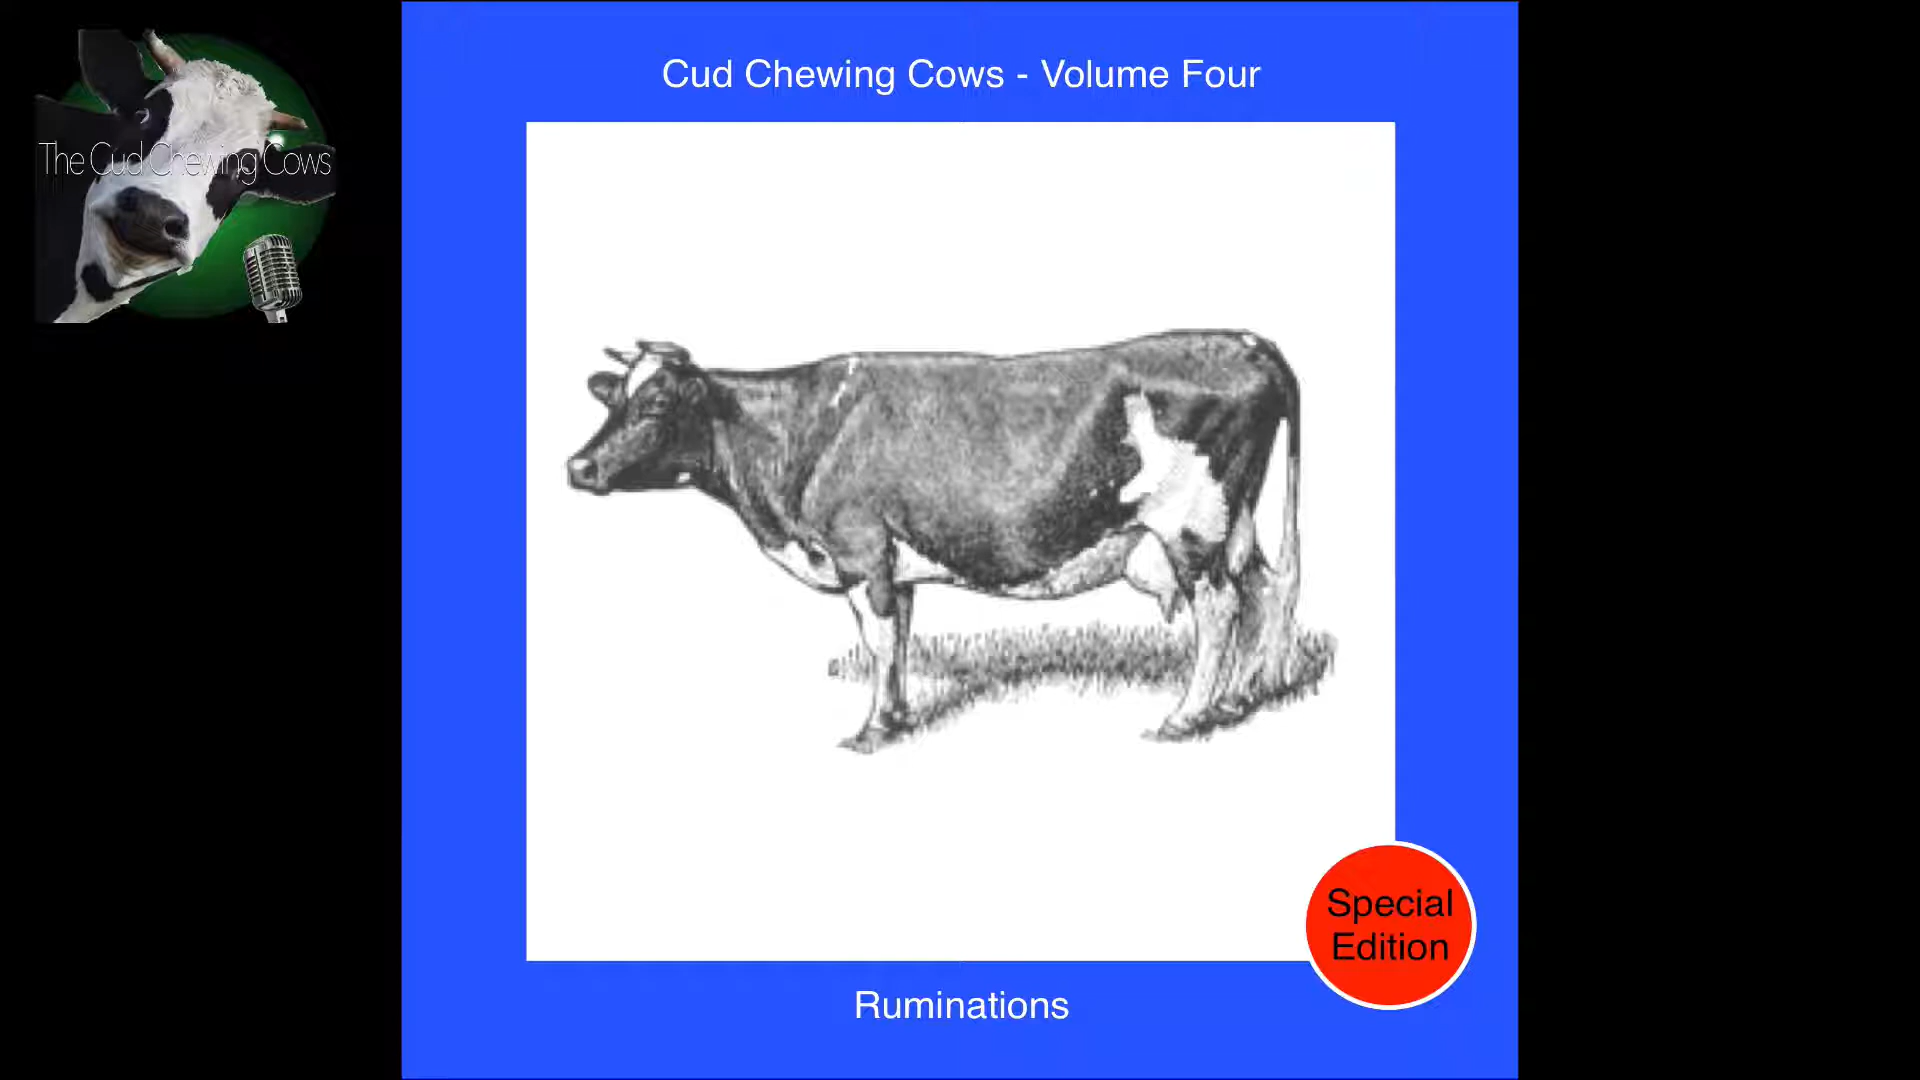 The Cud Chewing Cows
Cud Chewing Cows - Volume Four
Special
Edition
Ruminations